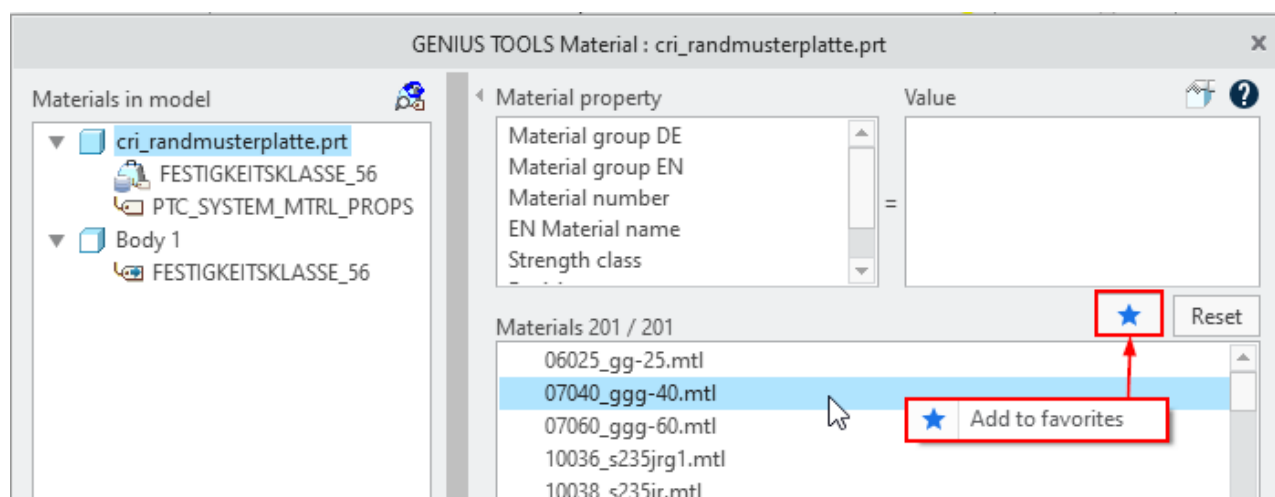 GENIUS TOOLS Material : cri_randmusterplatte.prt
Materials in model
cri_randmusterplatte.prt
FESTIGKEITSKLASSE_56
PTC_SYSTEM_MTRL_PROPS
Body 1
FESTIGKEITSKLASSE_56
Material property
Material group DE
Material group EN
Material number
EN Material name
Strength class
=
Value
Materials 201 / 201
Reset
06025_gg-25.mtl
07040_ggg-40.mtl
07060_ggg-60.mtl
10036_s235jrg1.mtl
10038_s235jr.mtl
Add to favorites